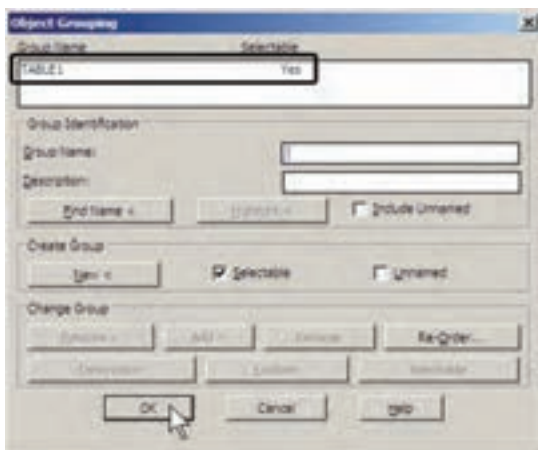 Object Grouping
Group Name Selectable
TABLE1 Yes
Group Identification
Group Name:
Description:
Find Name < Highlight < Include Unnamed
Create Group
New < Selectable Unnamed
Change Group
Remove < Add < Rename Re-Order...
Description Explode Selectable
OK Cancel Help